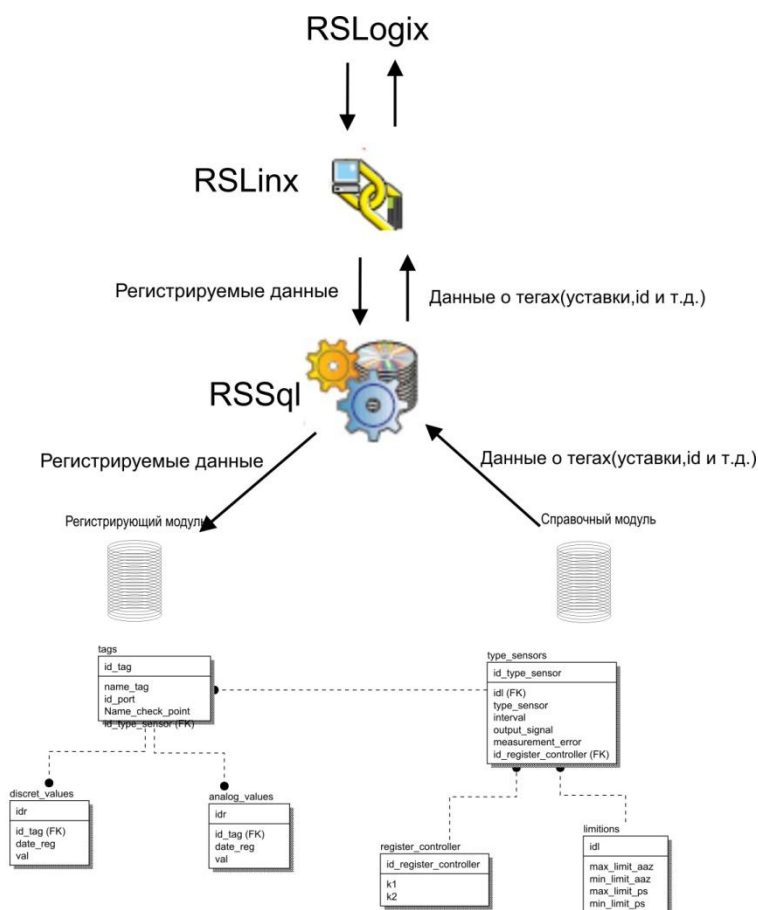 RSLogix
RSLinx
Регистрируемые данные
Данные о тегах(уставки,id и т.д.)
RSSql
Регистрируемые данные
Данные о тегах(уставки,id и т.д.)
Регистрирующий модуль
Справочный модуль
tags
id_tag
name_tag
id_port
Name_check_point
id_type_sensor (FK)
type_sensors
id_type_sensor
idl (FK)
type_sensor
interval
output_signal
measurement_error
id_register_controller (FK)
discret_values
idr
id_tag (FK)
date_reg
val
analog_values
idr
id_tag (FK)
date_reg
val
register_controller
id_register_controller
k1
k2
limitions
idl
max_limit_aaz
min_limit_aaz
max_limit_ps
min_limit_ps